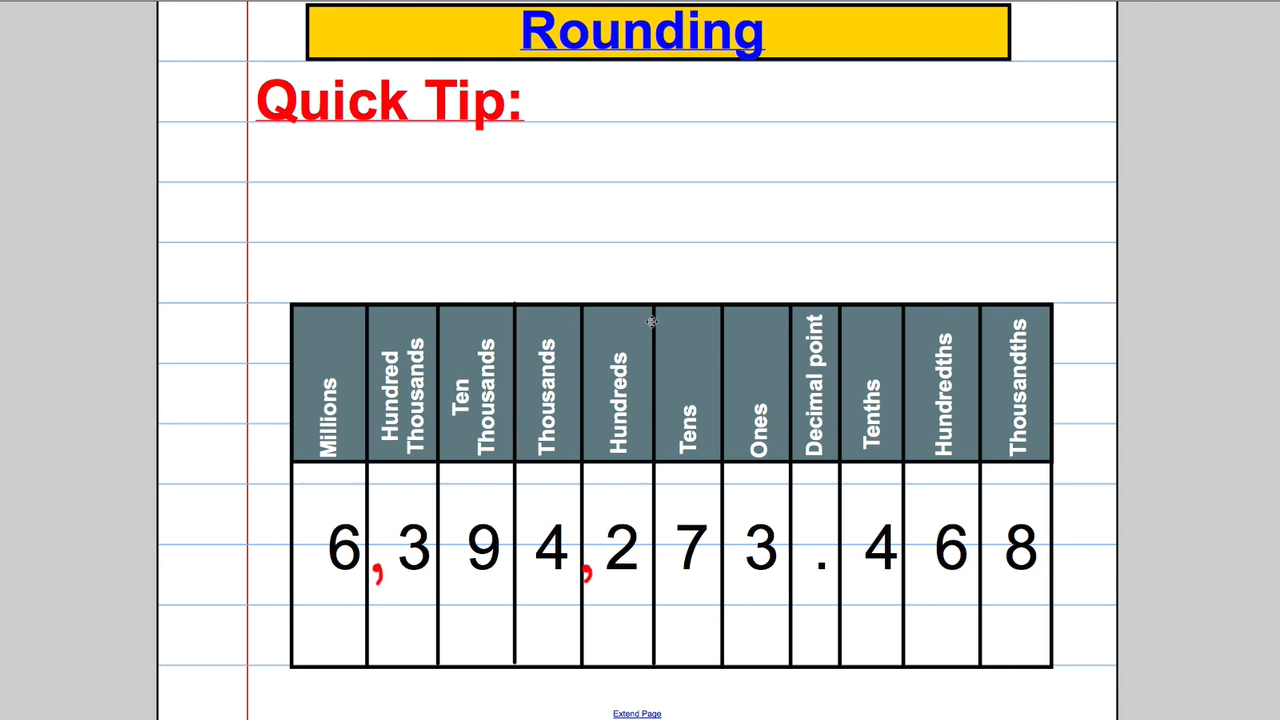 Rounding
Quick Tip:
Millions
Hundred
Thousands
Ten
Thousands
Thousands
Hundreds
Tens
Ones
Decimal point
Tenths
Hundredths
Thousandths
6,394,273.468
Extend Page